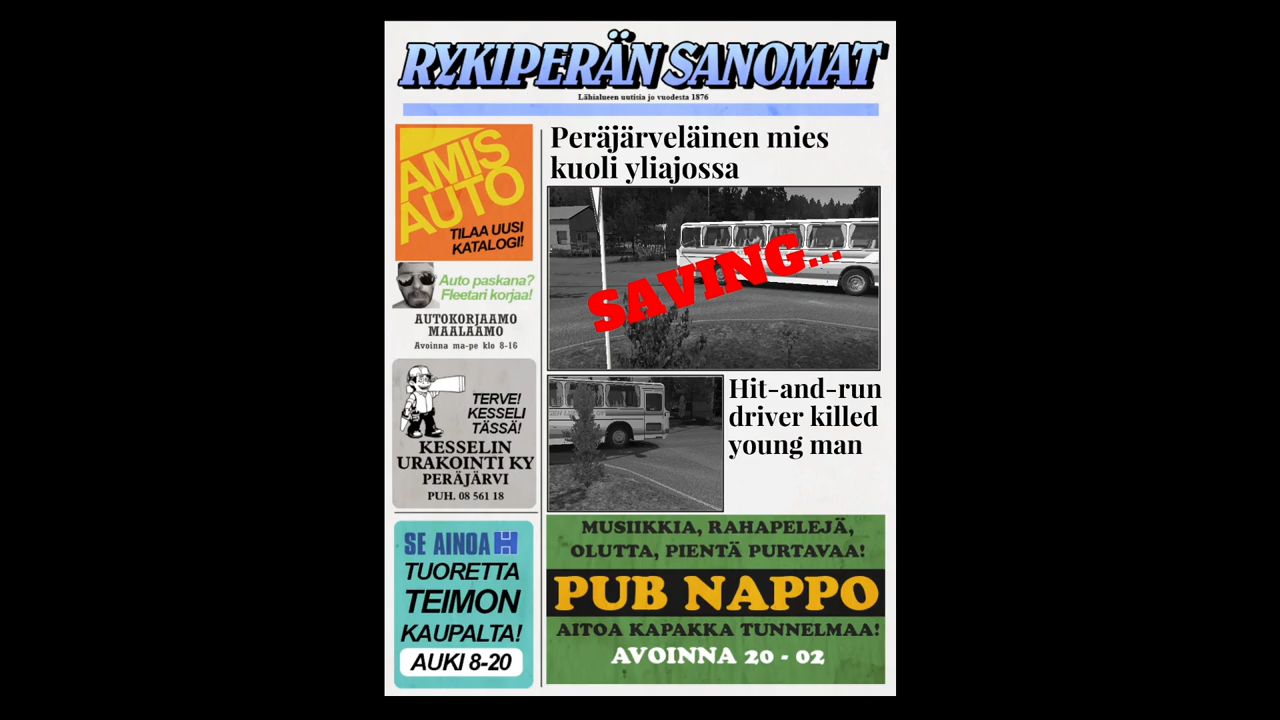 RYKIPERÄN SANOMAT
Lähialueen uutisia jo vuodesta 1876
AMIS
AUTO
TILAA UUSI
KATALOGI!
Auto paskana?
Fleetari korjaa!
AUTOKORJAAMO
MAALAAMO
Avoinna ma-pe klo 8-16
TERVE!
KESSELI
TÄSSÄ!
KESSELIN
URAKOINTI KY
PERÄJÄRVI
PUH. 08 561 18
SE AINOA H
TUORETTA
TEIMON
KAUPALTA!
AUKI 8-20
Peräjärveläinen mies
kuoli yliajossa
SAVING...
Hit-and-run
driver killed
young man
MUSIIKKIA, RAHAPELEJÄ,
OLUTTA, PIENTÄ PURTAVAA!
PUB NAPPO
AITOA KAPAKKA TUNNELMAA!
AVOINNA 20 - 02